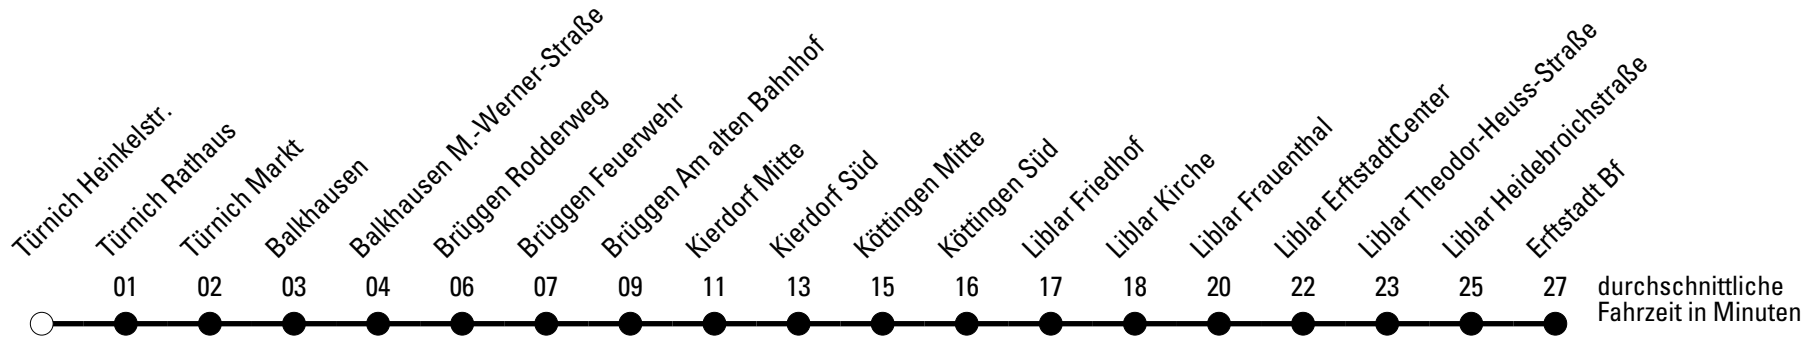 Türnich Heinkelstr.
Türnich Rathaus
Türnich Markt
Balkhausen
Balkhausen M.-Werner-Straße
Brüggen Rodderweg
Brüggen Feuerwehr
Brüggen Am alten Bahnhof
Kierdorf Mitte
Kierdorf Süd
Köttingen Mitte
Köttingen Süd
Liblar Friedhof
Liblar Kirche
Liblar Frauenthal
Liblar ErftstadtCenter
Liblar Theodor-Heuss-Straße
Liblar Heidebroichstraße
Erftstadt Bf
01 02 03 04 06 07 09 11 13 15 16 17 18 20 22 23 25 27
durchschnittliche
Fahrzeit in Minuten